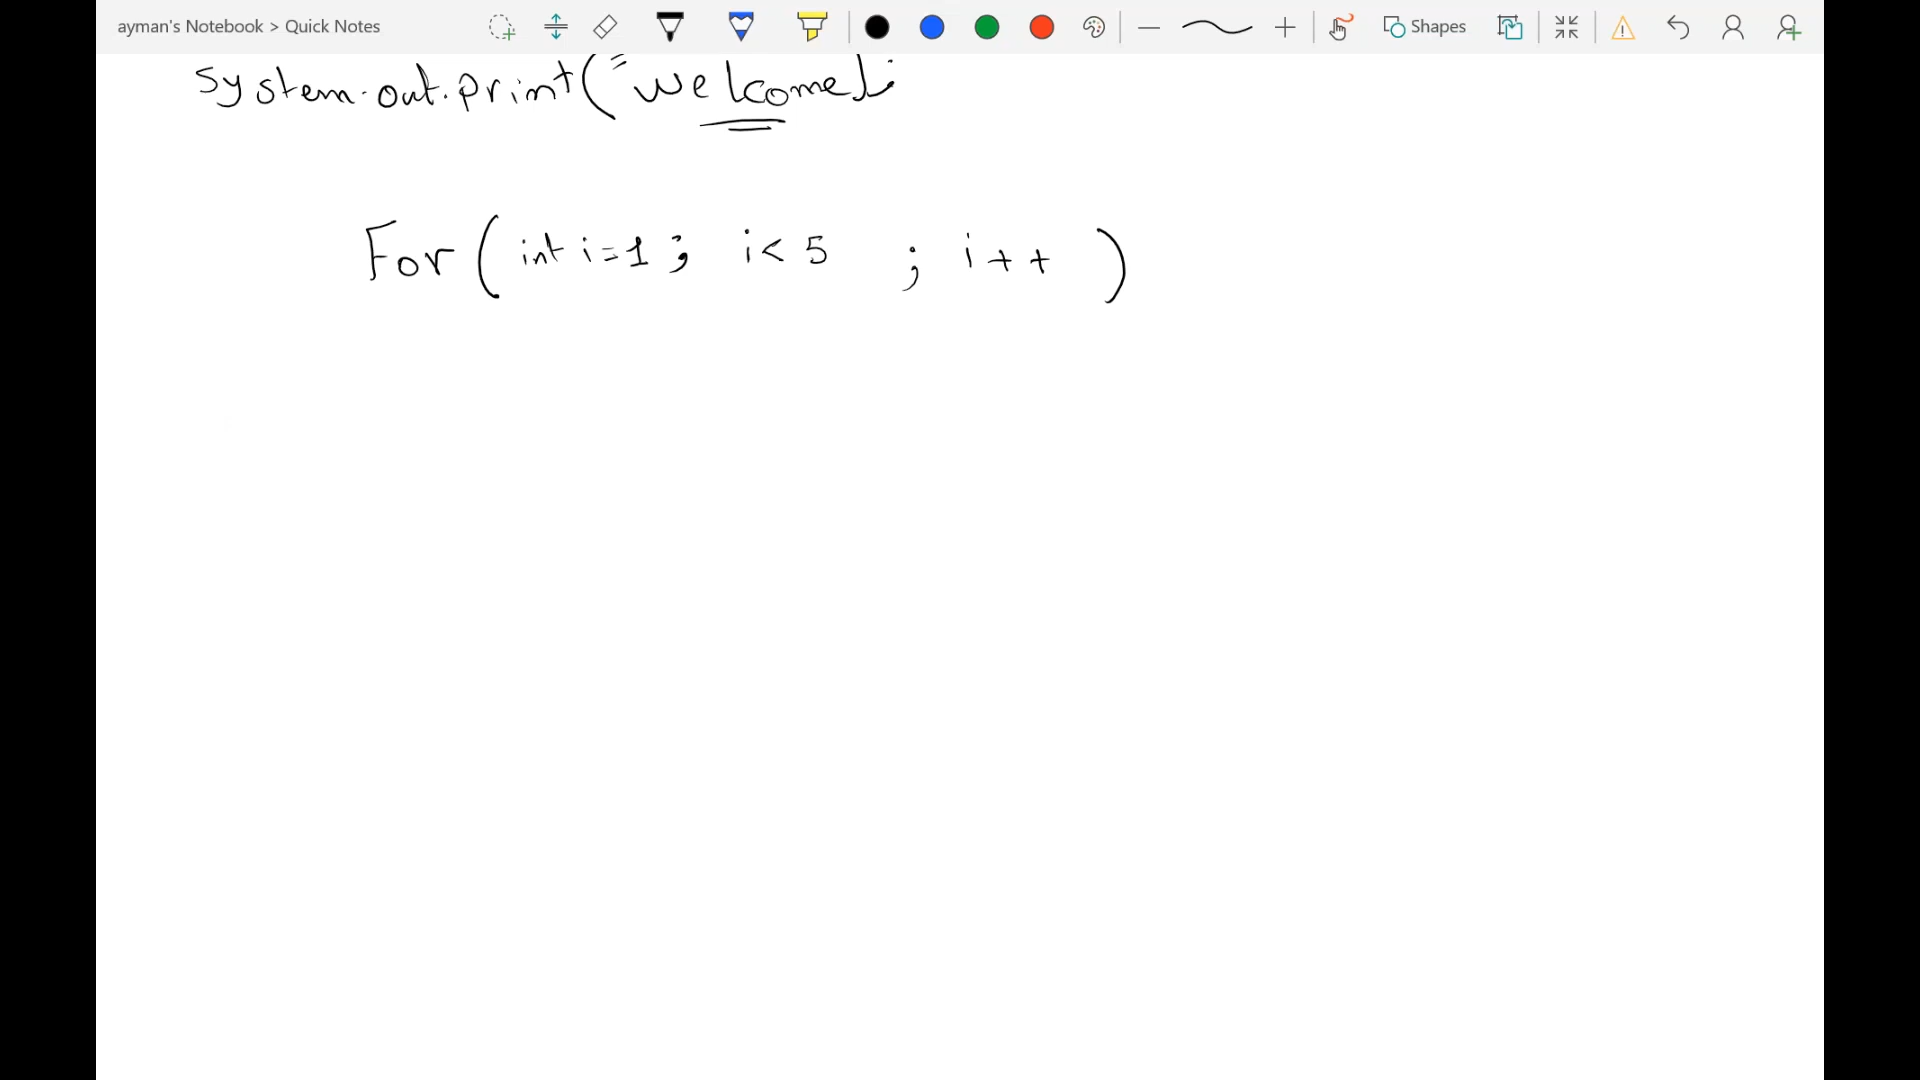 ayman's Notebook > Quick Notes
Shapes
System.out.print("welcome);
For ( int i=1 ; i< 5 ; i++ )